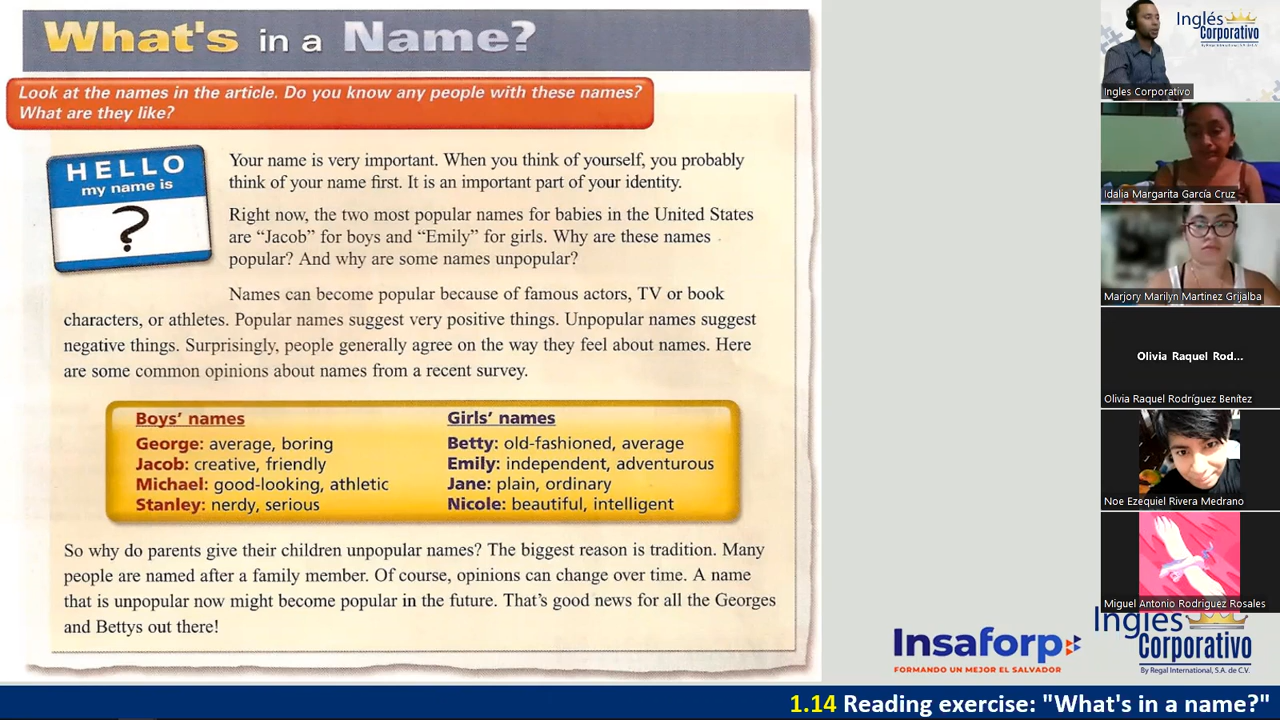 What's in a Name?
Look at the names in the article. Do you know any people with these names?
What are they like?
HELLO
my name is
?
Your name is very important. When you think of yourself, you probably
think of your name first. It is an important part of your identity.
Right now, the two most popular names for babies in the United States
are “Jacob” for boys and “Emily” for girls. Why are these names
popular? And why are some names unpopular?
Names can become popular because of famous actors, TV or book
characters, or athletes. Popular names suggest very positive things. Unpopular names suggest
negative things. Surprisingly, people generally agree on the way they feel about names. Here
are some common opinions about names from a recent survey.
Boys’ names
George: average, boring
Jacob: creative, friendly
Michael: good-looking, athletic
Stanley: nerdy, serious
Girls’ names
Betty: old-fashioned, average
Emily: independent, adventurous
Jane: plain, ordinary
Nicole: beautiful, intelligent
So why do parents give their children unpopular names? The biggest reason is tradition. Many
people are named after a family member. Of course, opinions can change over time. A name
that is unpopular now might become popular in the future. That’s good news for all the Georges
and Bettys out there!
Inglés
Corporativo
By Regal International, S.A. de C.V.
Ingles Corporativo
Idalia Margarita García Cruz
Marjory Marilyn Martinez Grijalba
Olivia Raquel Rod...
Olivia Raquel Rodríguez Benítez
Noe Ezequiel Rivera Medrano
Miguel Antonio Rodriguez Rosales
Insaforp
FORMANDO UN MEJOR EL SALVADOR
Inglés
Corporativo
By Regal International, S.A. de C.V.
1.14 Reading exercise: "What's in a name?"